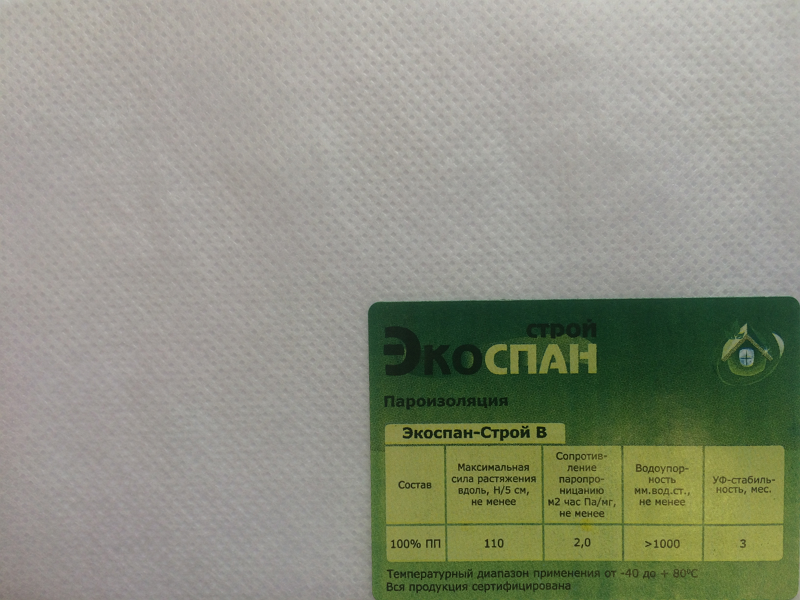 строй
Экоспан
Пароизоляция
Экоспан-Строй В
Состав
Максимальная
сила растяжения
вдоль, Н/5 см,
не менее
Сопротив-
ление
паропро-
ницанию
м2 час Па/мг,
не менее
Водоупор-
ность
мм.вод.ст.,
не менее
УФ-стабиль-
ность, мес.
100% ПП
110
2,0
>1000
3
Температурный диапазон применения от -40 до + 80⁰С
Вся продукция сертифицирована